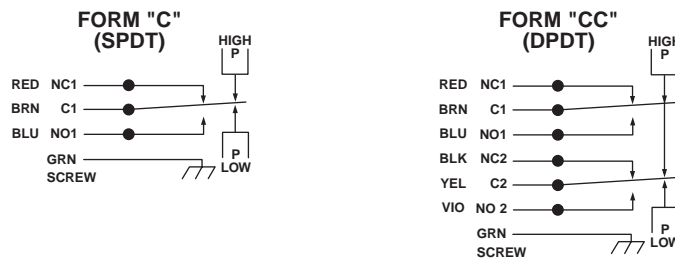 FORM "C"
(SPDT)
HIGH
P
RED NC1
BRN C1
BLU NO1
P
LOW
GRN
SCREW
FORM "CC"
(DPDT)
HIGH
P
RED NC1
BRN C1
BLU NO1
BLK NC2
YEL C2
VIO NO 2
P
LOW
GRN
SCREW